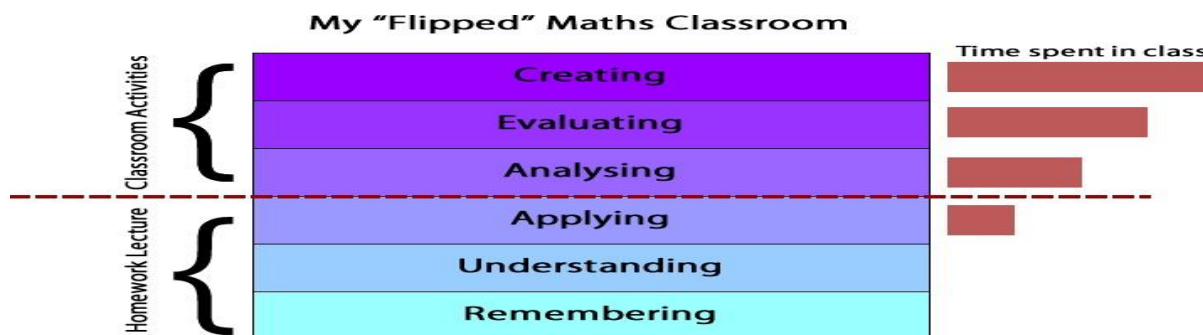 My “Flipped” Maths Classroom
Time spent in class
Classroom Activities
Creating
Evaluating
Analysing
Homework Lecture
Applying
Understanding
Remembering